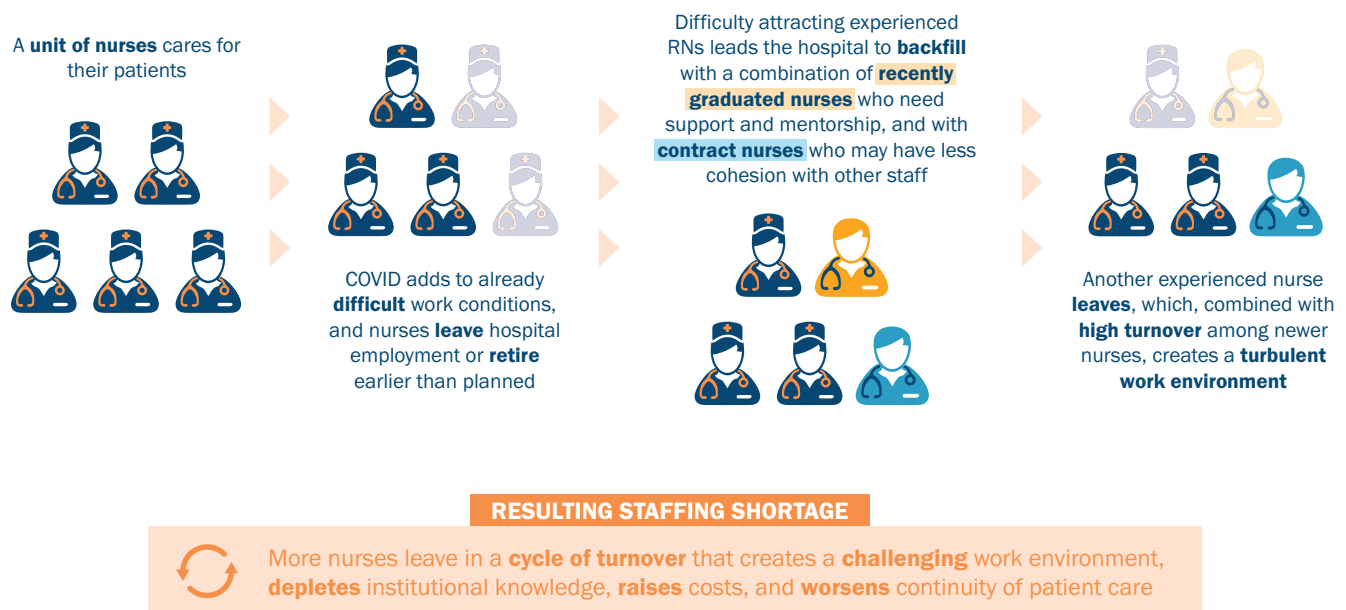 A unit of nurses cares for
their patients
COVID adds to already
difficult work conditions,
and nurses leave hospital
employment or retire
earlier than planned
Difficulty attracting experienced
RNs leads the hospital to backfill
with a combination of recently
graduated nurses who need
support and mentorship, and with
contract nurses who may have less
cohesion with other staff
Another experienced nurse
leaves, which, combined with
high turnover among newer
nurses, creates a turbulent
work environment
RESULTING STAFFING SHORTAGE
More nurses leave in a cycle of turnover that creates a challenging work environment,
depletes institutional knowledge, raises costs, and worsens continuity of patient care